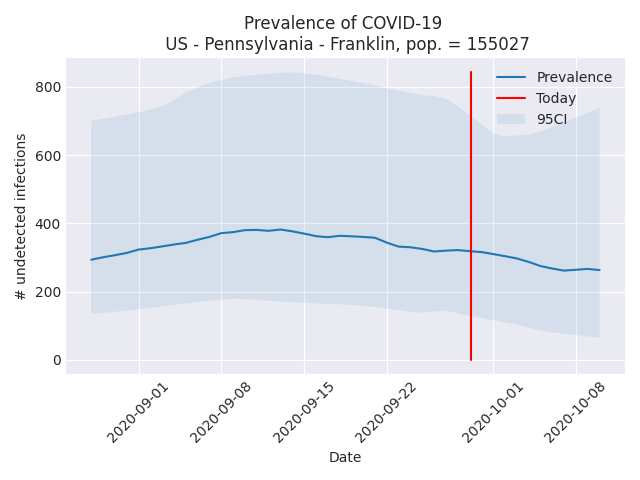 Prevalence of COVID-19
US - Pennsylvania - Franklin, pop. = 155027
Prevalence
Today
95CI
# undetected infections
800
600
400
200
0
2020-09-01
2020-09-08
2020-09-15
2020-09-22
2020-10-01
2020-10-08
Date